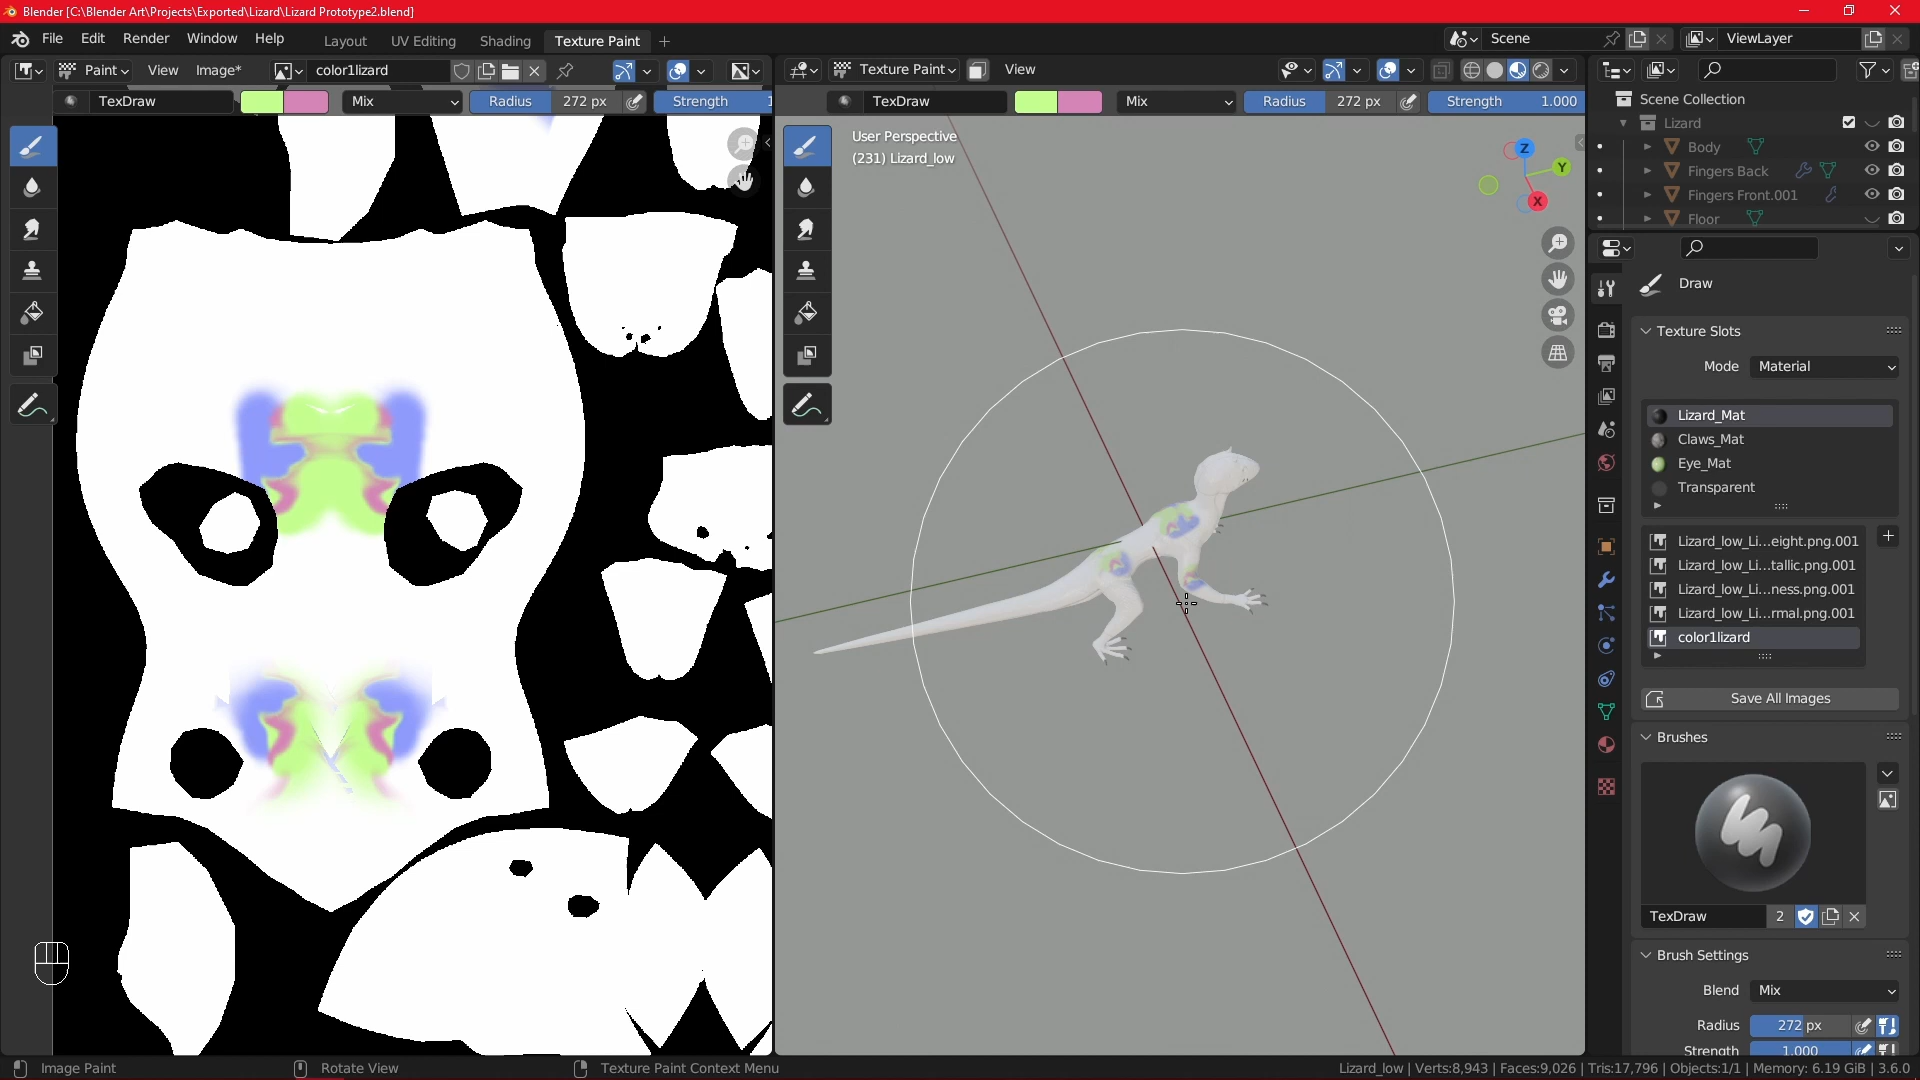 Blender [C:\Blender Art\Projects\Exported\Lizard\Lizard Prototype2.blend]
File Edit Render Window Help Layout UV Editing Shading Texture Paint + Scene ViewLayer
Paint View Image* color1lizard
Texture Paint View
TexDraw Mix Radius 272 px Strength 1
TexDraw Mix Radius 272 px Strength 1.000
User Perspective
(231) Lizard_low
Z
Y
X
Scene Collection
Lizard
Body
Fingers Back
Fingers Front.001
Floor
Draw
Texture Slots
Mode Material
Lizard_Mat
Claws_Mat
Eye_Mat
Transparent
Lizard_low_Li...eight.png.001
Lizard_low_Li...tallic.png.001
Lizard_low_Li...ness.png.001
Lizard_low_Li...rmal.png.001
color1lizard
Save All Images
Brushes
TexDraw 2
Brush Settings
Blend Mix
Radius 272 px
Strength 1.000
Image Paint Rotate View Texture Paint Context Menu Lizard_low | Verts:8,943 | Faces:9,026 | Tris:17,796 | Objects:1/1 | Memory: 6.19 GiB | 3.6.0